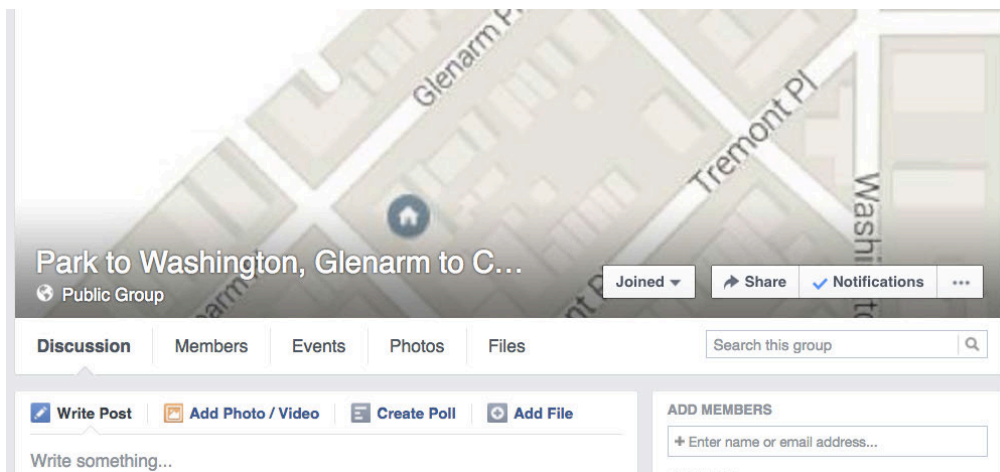 Glenarm Pl
Tremont Pl
Washi
Park to Washington, Glenarm to C...
Public Group
Joined
Share
Notifications
...
Discussion
Members
Events
Photos
Files
Search this group
Write Post
Add Photo / Video
Create Poll
Add File
ADD MEMBERS
+ Enter name or email address...
Write something...